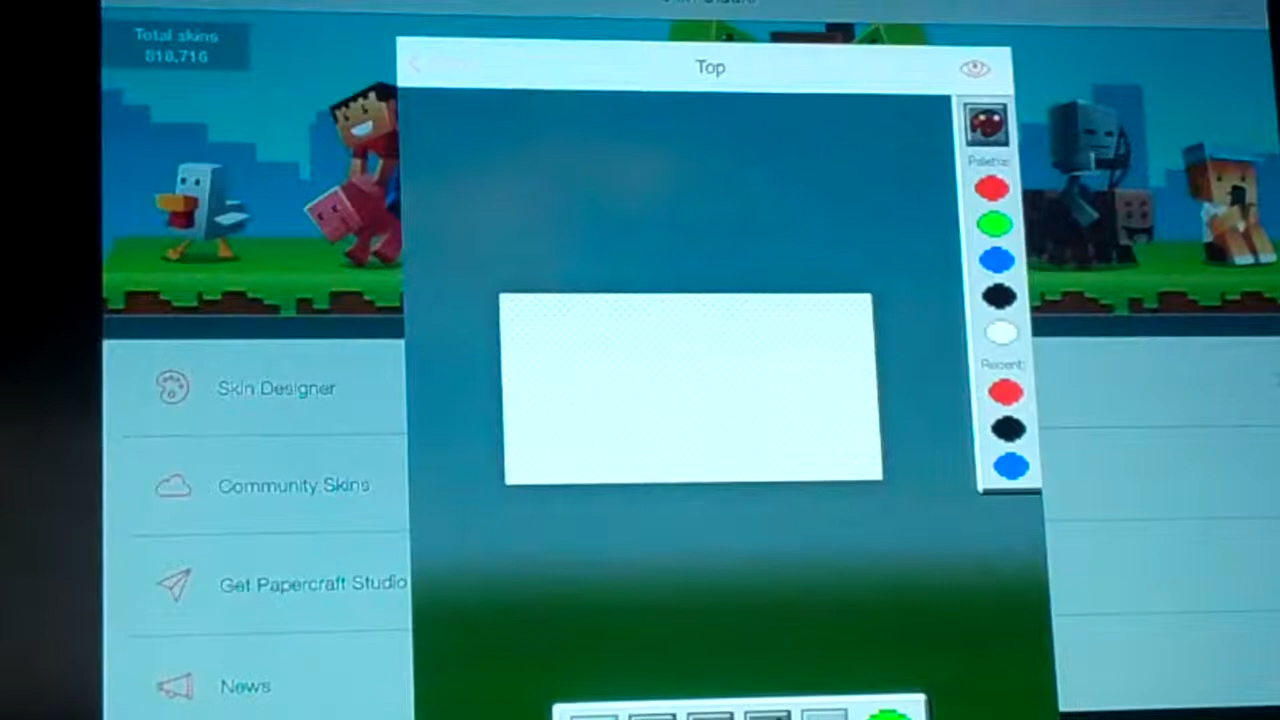 Total skins
818,716
Top
Palette:
Recent:
Skin Designer
Community Skins
Get Papercraft Studio
News